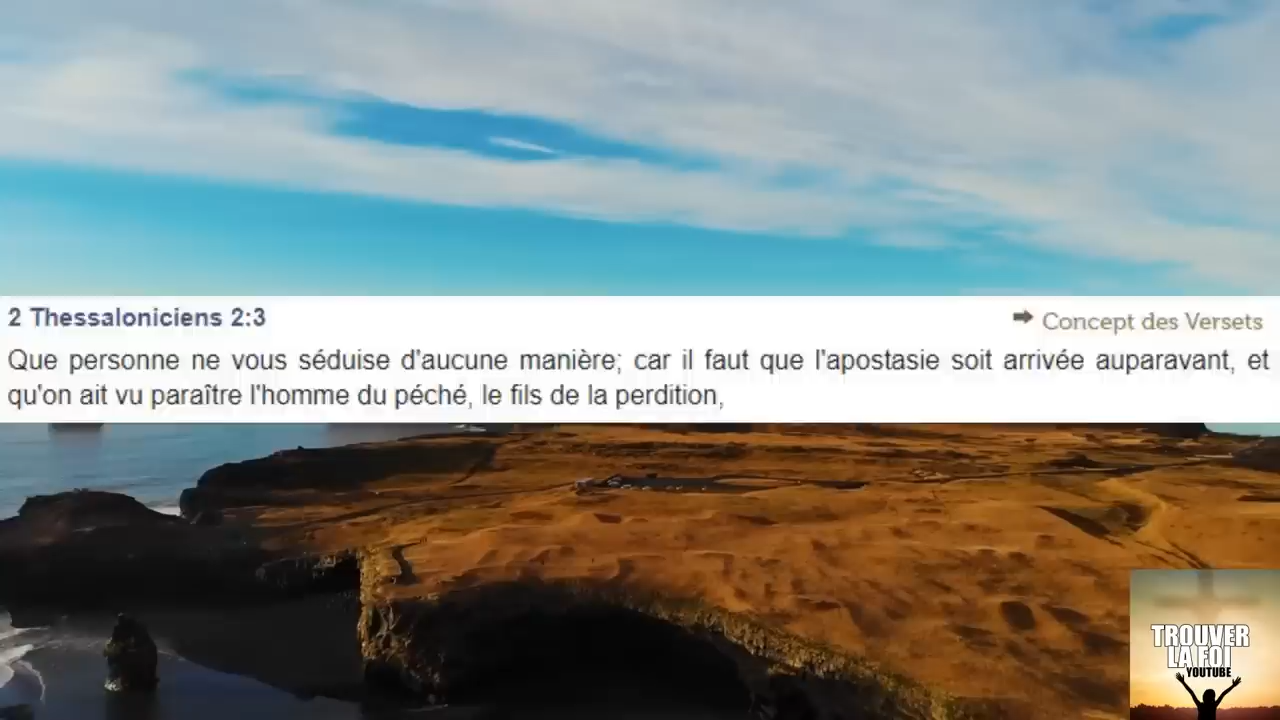 2 Thessaloniciens 2:3
➡ Concept des Versets
Que personne ne vous séduise d'aucune manière; car il faut que l'apostasie soit arrivée auparavant, et
qu'on ait vu paraître l'homme du péché, le fils de la perdition,
TROUVER
LA FOI
YOUTUBE